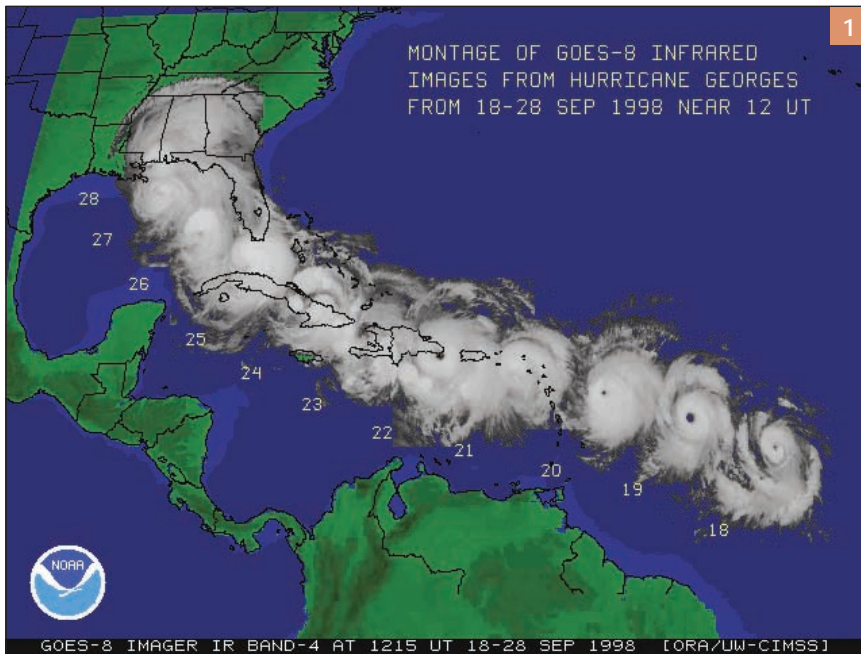 1
MONTAGE OF GOES-8 INFRARED
IMAGES FROM HURRICANE GEORGES
FROM 18-28 SEP 1998 NEAR 12 UT
28
27
26
25
24
23
22
21
20
19
18
NOAA
GOES-8 IMAGER IR BAND-4 AT 1215 UT 18-28 SEP 1998 [ORA/UW-CIMSS]